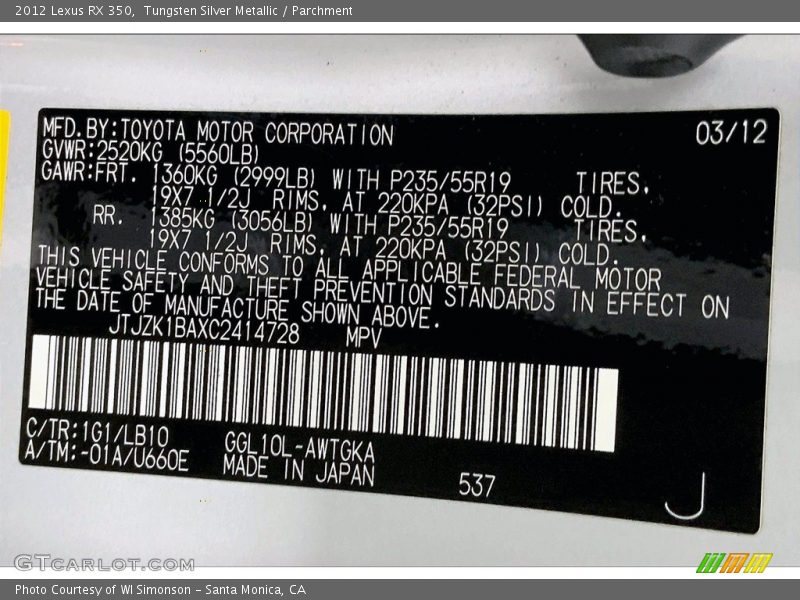 2012 Lexus RX 350, Tungsten Silver Metallic / Parchment
MFD.BY:TOYOTA MOTOR CORPORATION 03/12
GVWR:2520KG (5560LB)
GAWR:FRT. 1360KG (2999LB) WITH P235/55R19 TIRES,
19X7 1/2J RIMS, AT 220KPA (32PSI) COLD.
RR. 1385KG (3056LB) WITH P235/55R19 TIRES,
19X7 1/2J RIMS, AT 220KPA (32PSI) COLD.
THIS VEHICLE CONFORMS TO ALL APPLICABLE FEDERAL MOTOR
VEHICLE SAFETY AND THEFT PREVENTION STANDARDS IN EFFECT ON
THE DATE OF MANUFACTURE SHOWN ABOVE.
JTJZK1BAXC2414728 MPV
C/TR:1G1/LB10 GGL10L-AWTGKA
A/TM:-01A/U660E MADE IN JAPAN 537
J
GTCarLot.com
Photo Courtesy of WI Simonson - Santa Monica, CA